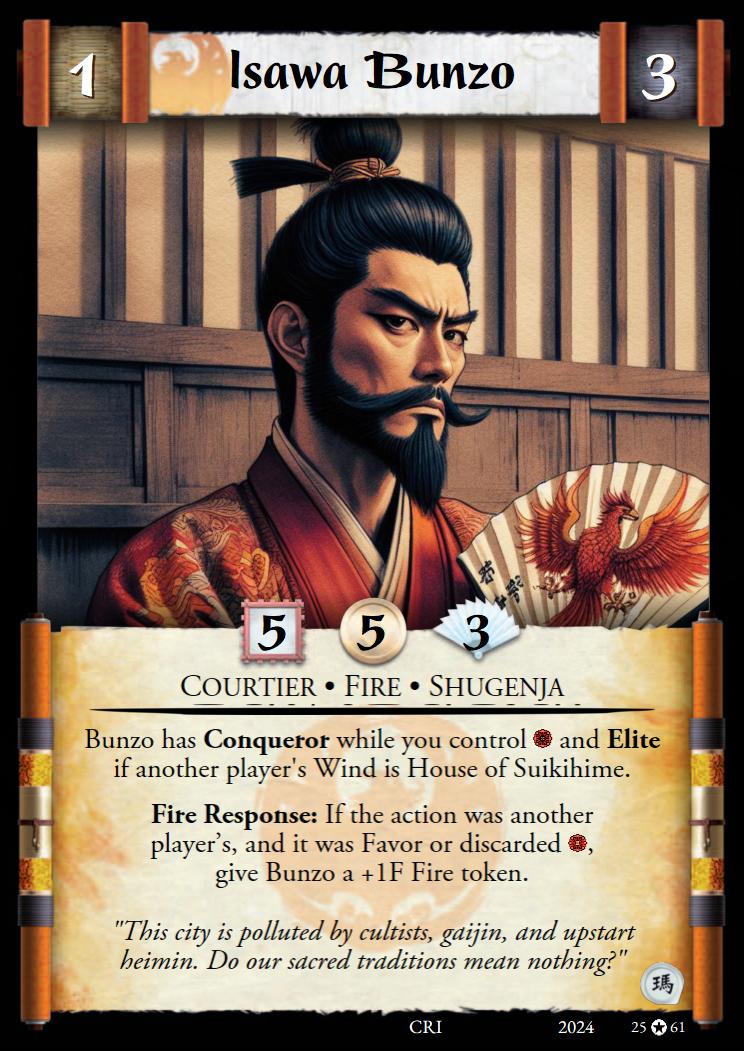 1
Isawa Bunzo
3
5
5
3
COURTIER • FIRE • SHUGENJA
Bunzo has Conqueror while you control and Elite
if another player's Wind is House of Suikihime.
Fire Response: If the action was another
player's, and it was Favor or discarded ,
give Bunzo a +1F Fire token.
"This city is polluted by cultists, gaijin, and upstart
heimin. Do our sacred traditions mean nothing?"
瑪
CRI
2024
25 ✪ 61